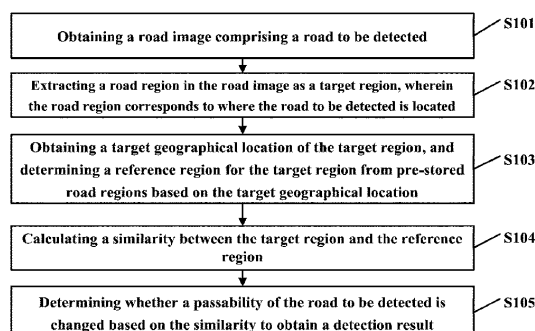 S101
Obtaining a road image comprising a road to be detected
S102
Extracting a road region in the road image as a target region, wherein
the road region corresponds to where the road to be detected is located
S103
Obtaining a target geographical location of the target region, and
determining a reference region for the target region from pre-stored
road regions based on the target geographical location
S104
Calculating a similarity between the target region and the reference
region
S105
Determining whether a passability of the road to be detected is
changed based on the similarity to obtain a detection result